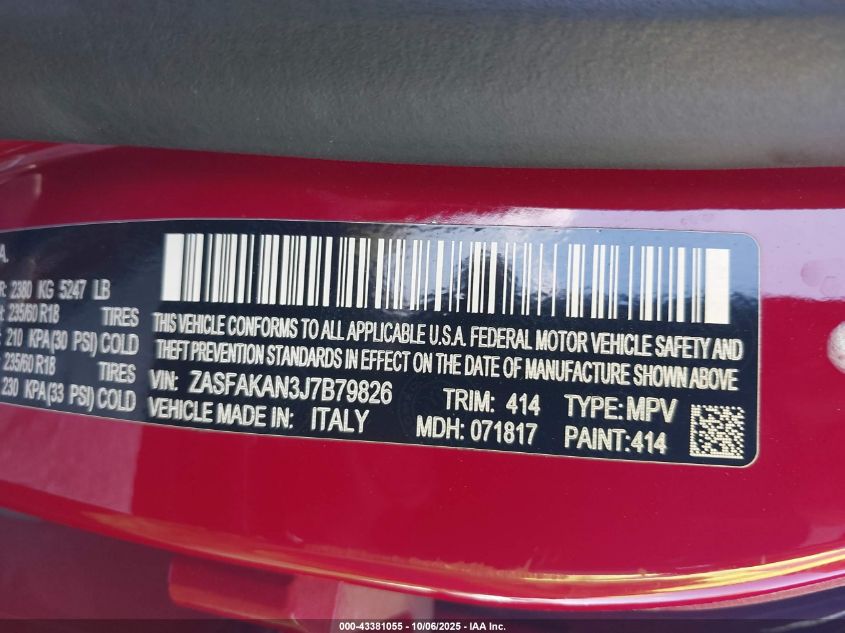 A.
R: 2380 KG 5247 LB
: 235/60 R18 TIRES
210 KPA(30 PSI) COLD
235/60 R18 TIRES
230 KPA(33 PSI) COLD
THIS VEHICLE CONFORMS TO ALL APPLICABLE U.S.A. FEDERAL MOTOR VEHICLE SAFETY AND
THEFT PREVENTION STANDARDS IN EFFECT ON THE DATE OF MANUFACTURE SHOWN ABOVE
VIN: ZASFAKAN3J7B79826 TRIM: 414 TYPE: MPV
VEHICLE MADE IN: ITALY MDH: 071817 PAINT:414
000-43381055 - 10/06/2025 - IAA Inc.